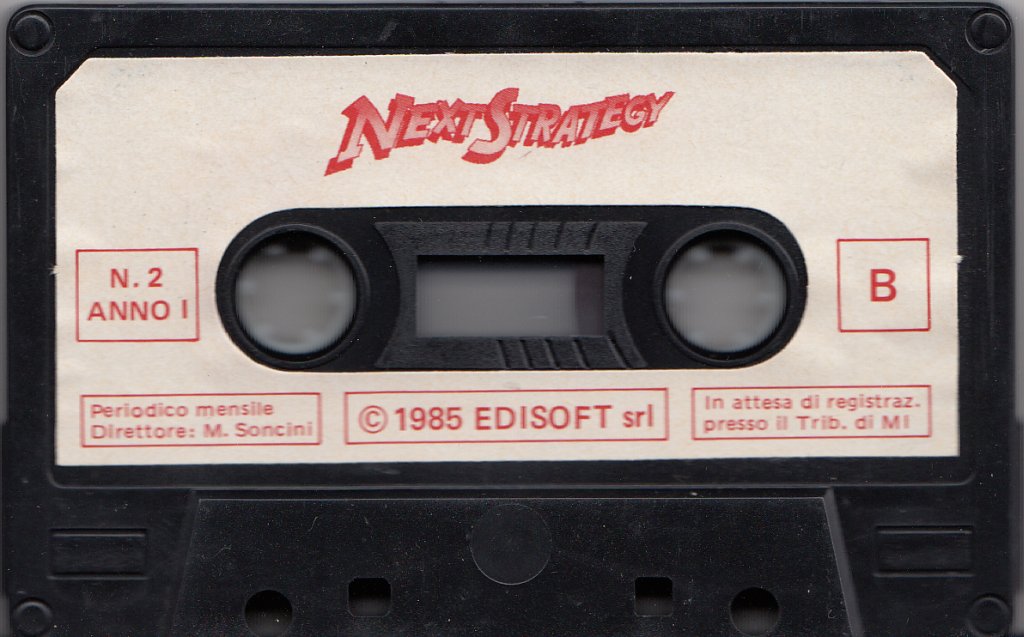 NEXT STRATEGY
N. 2
ANNO I
B
Periodico mensile
Direttore: M. Soncini
© 1985 EDISOFT srl
In attesa di registraz.
presso il Trib. di MI